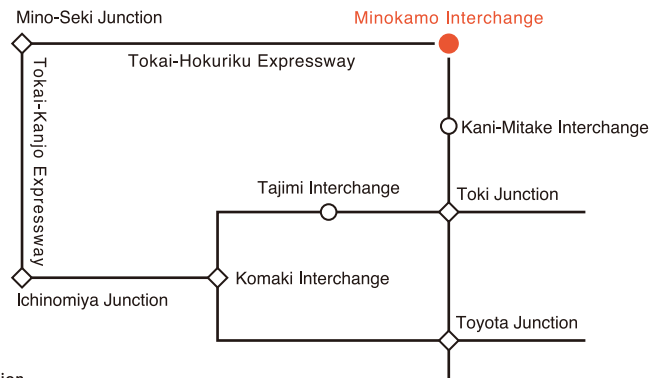 Mino-Seki Junction
Minokamo Interchange
Tokai-Hokuriku Expressway
Tokai-Kanjo Expressway
Kani-Mitake Interchange
Tajimi Interchange
Toki Junction
Komaki Interchange
Ichinomiya Junction
Toyota Junction